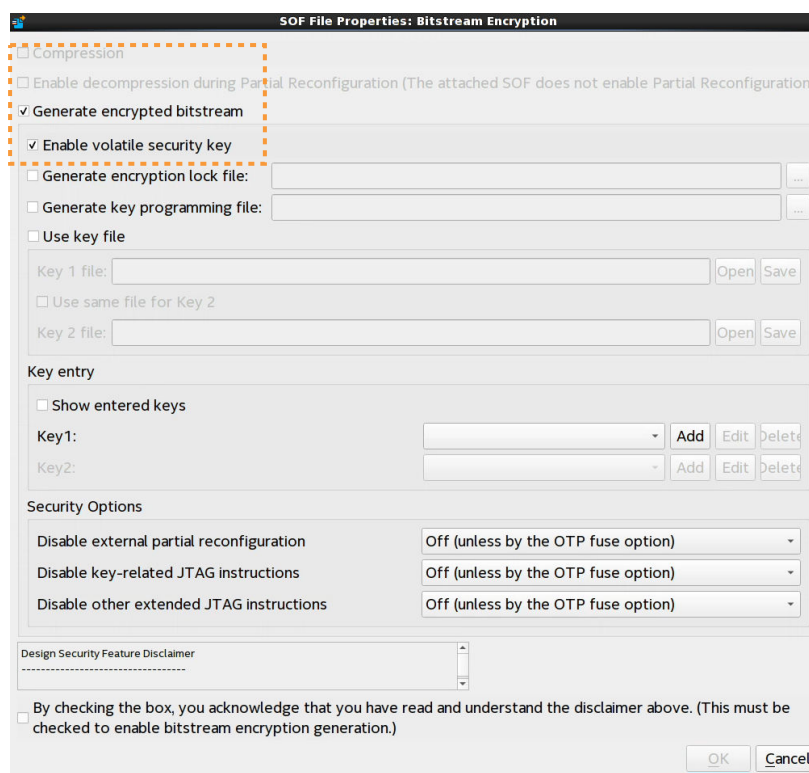 SOF File Properties: Bitstream Encryption
Compression
Enable decompression during Partial Reconfiguration (The attached SOF does not enable Partial Reconfiguration
Generate encrypted bitstream
Enable volatile security key
Generate encryption lock file: ...
Generate key programming file: ...
Use key file
Key 1 file: Open Save
Use same file for Key 2
Key 2 file: Open Save
Key entry
Show entered keys
Key1: Add Edit Delete
Key2: Add Edit Delete
Security Options
Disable external partial reconfiguration Off (unless by the OTP fuse option)
Disable key-related JTAG instructions Off (unless by the OTP fuse option)
Disable other extended JTAG instructions Off (unless by the OTP fuse option)
Design Security Feature Disclaimer
---------------------------------
By checking the box, you acknowledge that you have read and understand the disclaimer above. (This must be
checked to enable bitstream encryption generation.)
OK Cancel